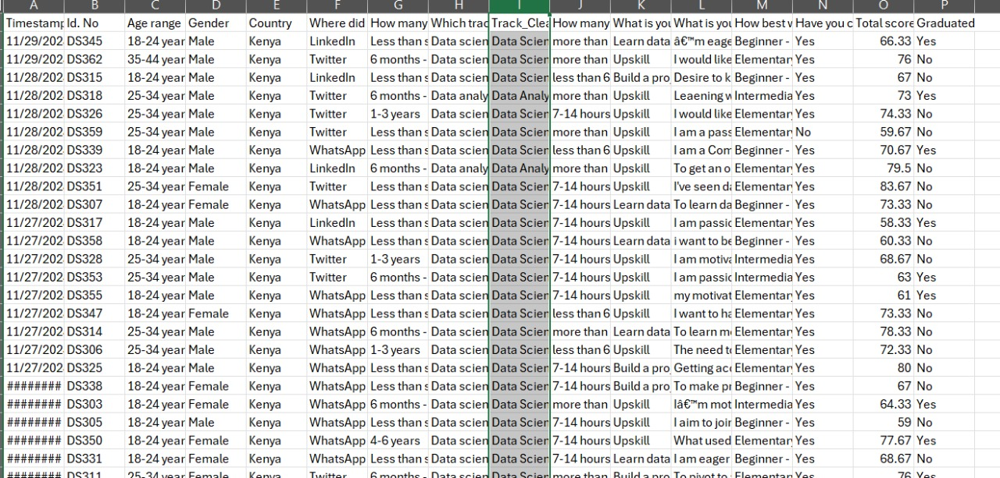 A B C D E F G H I J K L M N O P
Timestamp Id. No Age range Gender Country Where did How many Which trac Track_Clea How many What is you What is you How best v Have you c Total score Graduated
11/29/202 DS345 18-24 year Male Kenya LinkedIn Less than s Data scien Data Scien more than Learn data â€™m eage Beginner - Yes 66.33 Yes
11/29/202 DS362 35-44 year Male Kenya Twitter 6 months - Data scien Data Scien more than Upskill I would like Elementary Yes 76 No
11/28/202 DS315 18-24 year Male Kenya LinkedIn Less than s Data scien Data Scien less than 6 Build a pro Desire to k Beginner - Yes 67 No
11/28/202 DS318 25-34 year Male Kenya Twitter 6 months - Data analy Data Analy more than Upskill Leaening w Intermedia Yes 73 Yes
11/28/202 DS326 25-34 year Male Kenya Twitter 1-3 years Data scien Data Scien 7-14 hours Upskill I would like Elementary Yes 74.33 No
11/28/202 DS359 25-34 year Male Kenya Twitter Less than s Data scien Data Scien more than Upskill I am a pass Elementary No 59.67 No
11/28/202 DS339 18-24 year Male Kenya WhatsApp Less than s Data scien Data Scien less than 6 Upskill I am a Com Beginner - Yes 70.67 Yes
11/28/202 DS323 18-24 year Male Kenya LinkedIn 6 months - Data analy Data Analy more than Upskill To get an o Elementary Yes 79.5 No
11/28/202 DS351 25-34 year Female Kenya Twitter Less than s Data scien Data Scien 7-14 hours Upskill I've seen da Elementary Yes 83.67 No
11/28/202 DS307 18-24 year Female Kenya WhatsApp Less than s Data scien Data Scien 7-14 hours Learn data To learn da Beginner - Yes 73.33 No
11/27/202 DS317 18-24 year Male Kenya LinkedIn Less than s Data scien Data Scien 7-14 hours Upskill I am passio Elementary Yes 58.33 Yes
11/27/202 DS358 18-24 year Male Kenya WhatsApp Less than s Data scien Data Scien 7-14 hours Learn data i want to be Beginner - Yes 60.33 No
11/27/202 DS328 25-34 year Male Kenya Twitter 1-3 years Data scien Data Scien 7-14 hours Upskill I am motiva Intermedia Yes 68.67 No
11/27/202 DS353 25-34 year Male Kenya Twitter 6 months - Data scien Data Scien 7-14 hours Upskill I am passio Intermedia Yes 63 Yes
11/27/202 DS355 18-24 year Male Kenya WhatsApp Less than s Data scien Data Scien 7-14 hours Upskill my motivat Elementary Yes 61 Yes
11/27/202 DS347 18-24 year Female Kenya WhatsApp Less than s Data scien Data Scien less than 6 Upskill I want to ha Elementary Yes 73.33 No
11/27/202 DS314 25-34 year Male Kenya WhatsApp 6 months - Data scien Data Scien more than Learn data To learn mo Elementary Yes 78.33 No
11/27/202 DS306 25-34 year Male Kenya WhatsApp 1-3 years Data scien Data Scien less than 6 Upskill The need to Elementary Yes 72.33 No
11/27/202 DS325 18-24 year Male Kenya WhatsApp Less than s Data scien Data Scien 7-14 hours Build a pro Getting acc Elementary Yes 80 No
######## DS338 18-24 year Female Kenya WhatsApp Less than s Data scien Data Scien 7-14 hours Build a pro To make pr Beginner - Yes 67 No
######## DS303 18-24 year Female Kenya WhatsApp 6 months - Data scien Data Scien more than Upskill Iâ€™m mot Intermedia Yes 64.33 Yes
######## DS305 18-24 year Male Kenya WhatsApp Less than s Data scien Data Scien 7-14 hours Upskill I aim to join Beginner - Yes 59 No
######## DS350 18-24 year Female Kenya WhatsApp 4-6 years Data scien Data Scien 7-14 hours Upskill What used Elementary Yes 77.67 Yes
######## DS331 18-24 year Female Kenya WhatsApp Less than s Data scien Data Scien 7-14 hours Learn data I am eager Beginner - Yes 68.67 No
######## DS311 25-34 year Female Kenya Twitter 6 months - Data scien Data Scien more than Build a pro To pivot to Elementary Yes 76 Yes